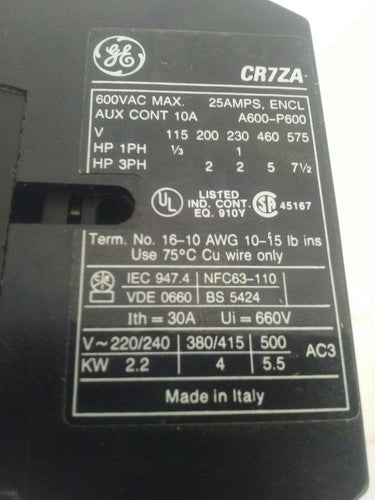 GE
CR7ZA
600VAC MAX. 25AMPS, ENCL
AUX CONT 10A A600-P600
V 115 200 230 460 575
HP 1PH ⅓ 1
HP 3PH 2 2 5 7½
UL LISTED IND. CONT. EQ. 910Y SA 45167
Term. No. 16-10 AWG 10-15 lb ins
Use 75°C Cu wire only
IEC 947.4 NFC63-110
VDE 0660 BS 5424
Ith = 30A Ui = 660V
V~220/240 380/415 500 AC3
KW 2.2 4 5.5
Made in Italy